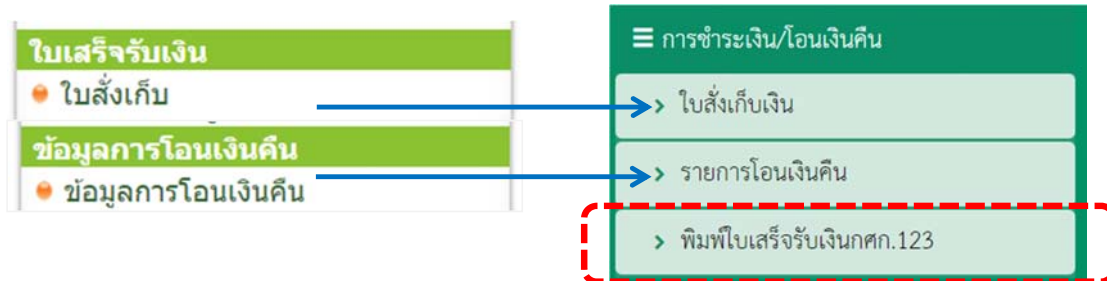 ใบเสร็จรับเงิน
ใบสั่งเก็บ
ข้อมูลการโอนเงินคืน
ข้อมูลการโอนเงินคืน
การชำระเงิน/โอนเงินคืน
ใบสั่งเก็บเงิน
รายการโอนเงินคืน
พิมพ์ใบเสร็จรับเงินกศก.123